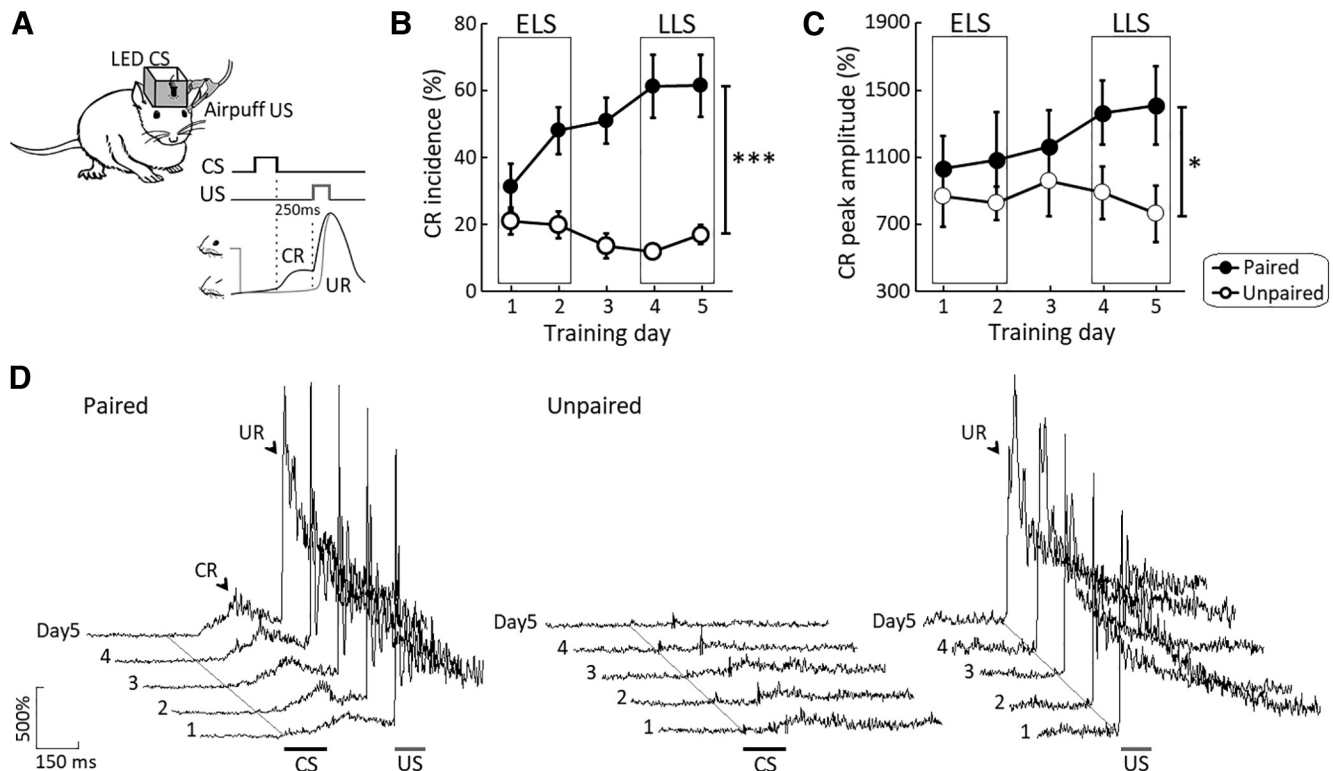 A
LED CS
Airpuff US
CS
US
250ms
CR
UR
B
ELS
LLS
CR incidence (%)
80
60
40
20
0
***
1 2 3 4 5
Training day
C
ELS
LLS
CR peak amplitude (%)
1900
1500
1100
700
300
*
1 2 3 4 5
Training day
Paired
Unpaired
D
Paired
UR
CR
Day5
4
3
2
1
500%
150 ms
CS US
Unpaired
Day5
4
3
2
1
CS
UR
Day5
4
3
2
1
US